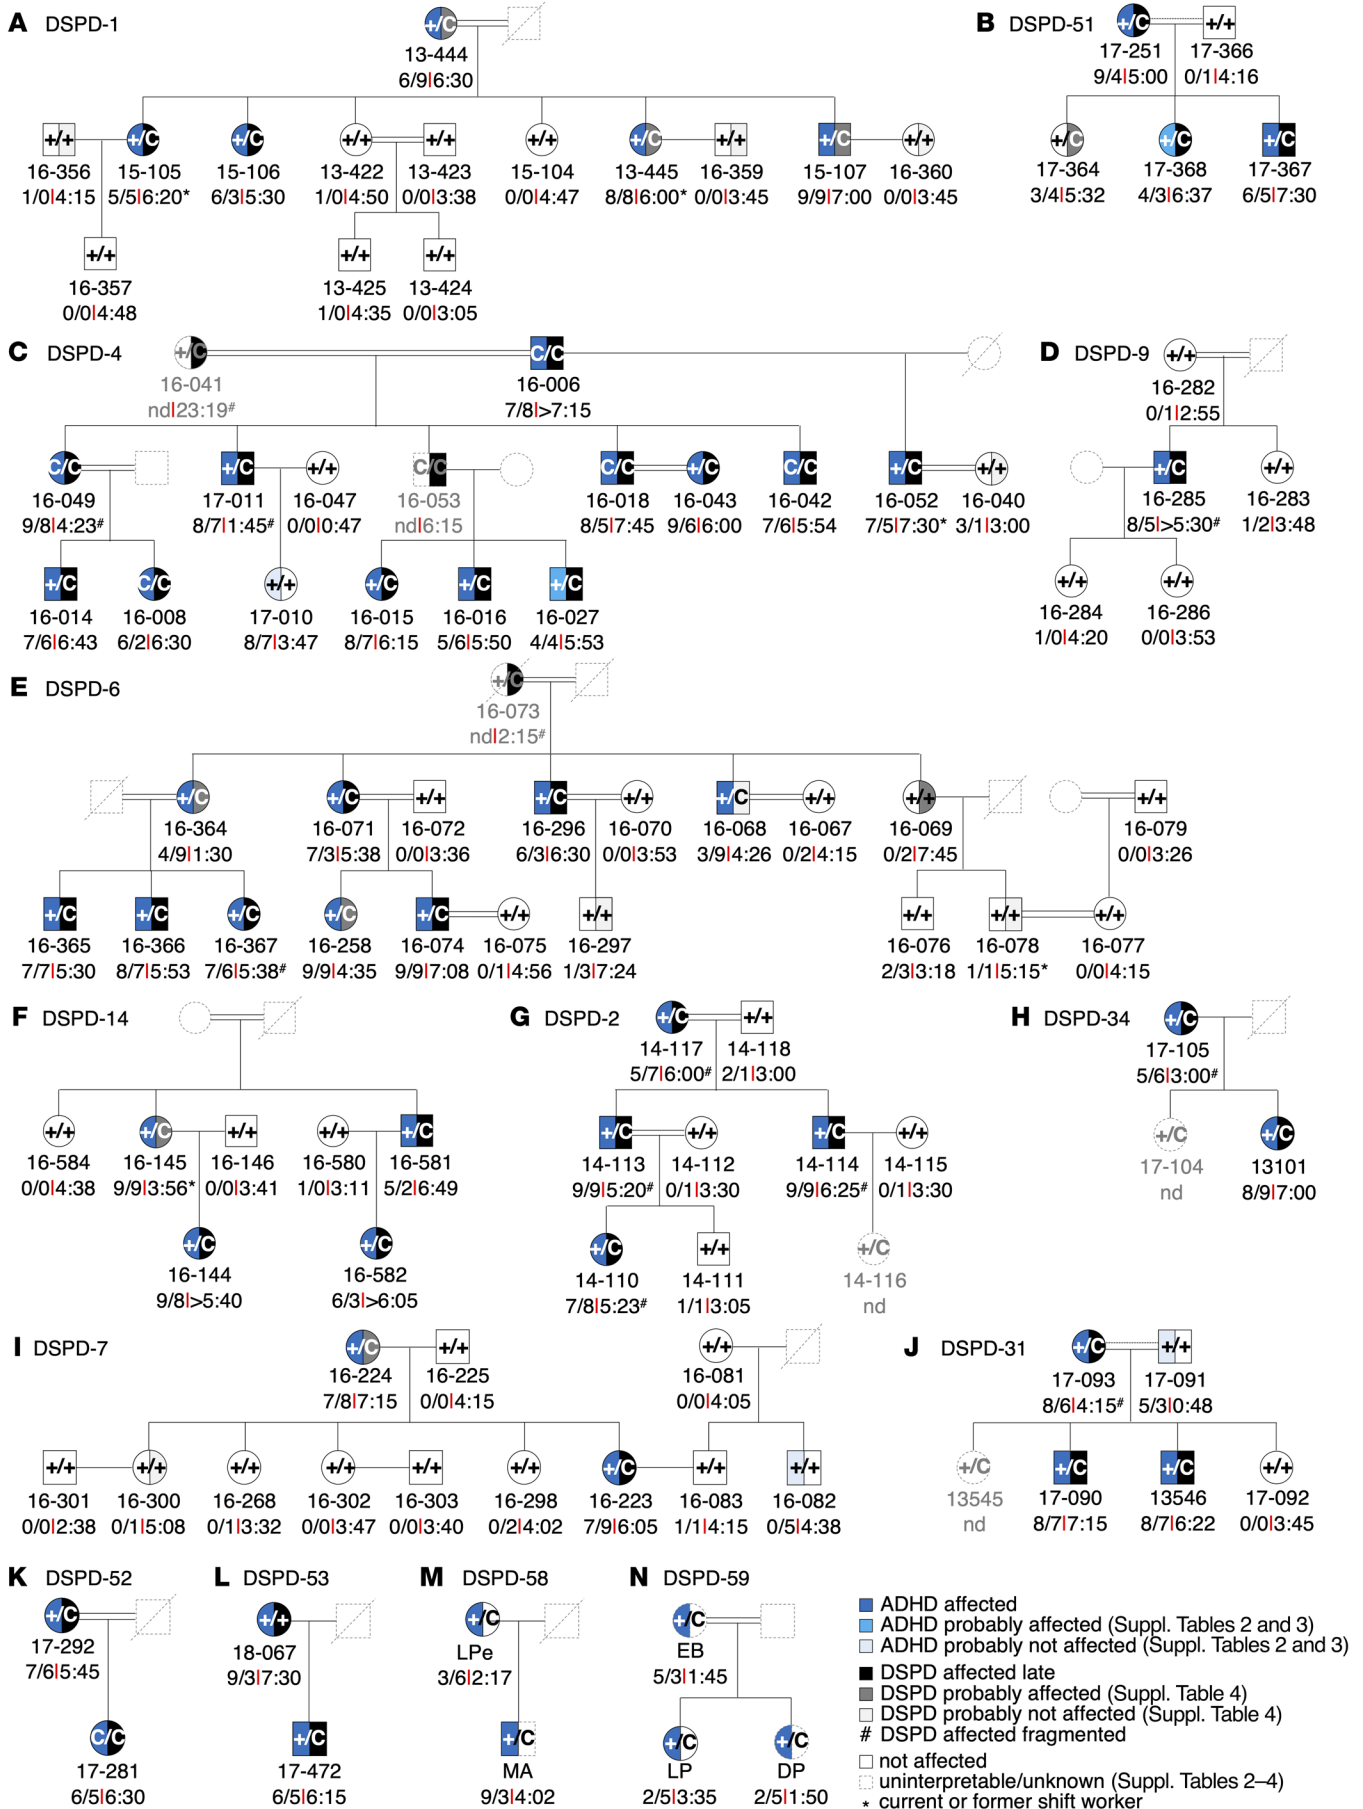 A DSPD-1
+/C
13-444
6/9|6:30
+/+ +/C +/C +/+ +/+ +/+ +/C +/+ +/C +/+
16-356 15-105 15-106 13-422 13-423 15-104 13-445 16-359 15-107 16-360
1/0|4:15 5/5|6:20* 6/3|5:30 1/0|4:50 0/0|3:38 0/0|4:47 8/8|6:00* 0/0|3:45 9/9|7:00 0/0|3:45
+/+ +/+ +/+
16-357 13-425 13-424
0/0|4:48 1/0|4:35 0/0|3:05
B DSPD-51
+/C +/+
17-251 17-366
9/4|5:00 0/1|4:16
+/C +/C +/C
17-364 17-368 17-367
3/4|5:32 4/3|6:37 6/5|7:30
C DSPD-4
+/C C/C
16-041 16-006
nd|23:19# 7/8|>7:15
C/C +/C +/+ C/C C/C +/C C/C +/C +/+
16-049 17-011 16-047 16-053 16-018 16-043 16-042 16-052 16-040
9/8|4:23# 8/7|1:45# 0/0|0:47 nd|6:15 8/5|7:45 9/6|6:00 7/6|5:54 7/5|7:30* 3/1|3:00
+/C C/C +/+ +/C +/C +/C
16-014 16-008 17-010 16-015 16-016 16-027
7/6|6:43 6/2|6:30 8/7|3:47 8/7|6:15 5/6|5:50 4/4|5:53
D DSPD-9
+/+
16-282
0/1|2:55
+/C +/+
16-285 16-283
8/5|>5:30# 1/2|3:48
+/+ +/+
16-284 16-286
1/0|4:20 0/0|3:53
E DSPD-6
+/C
16-073
nd|2:15#
+/C +/C +/+ +/C +/+ +/C +/+ +/+ +/+
16-364 16-071 16-072 16-296 16-070 16-068 16-067 16-069 16-079
4/9|1:30 7/3|5:38 0/0|3:36 6/3|6:30 0/0|3:53 3/9|4:26 0/2|4:15 0/2|7:45 0/0|3:26
+/C +/C +/C +/C +/C +/+ +/+ +/+ +/+ +/+
16-365 16-366 16-367 16-258 16-074 16-075 16-297 16-076 16-078 16-077
7/7|5:30 8/7|5:53 7/6|5:38# 9/9|4:35 9/9|7:08 0/1|4:56 1/3|7:24 2/3|3:18 1/1|5:15* 0/0|4:15
F DSPD-14
+/+ +/C +/+ +/+ +/C
16-584 16-145 16-146 16-580 16-581
0/0|4:38 9/9|3:56* 0/0|3:41 1/0|3:11 5/2|6:49
+/C +/C
16-144 16-582
9/8|>5:40 6/3|>6:05
G DSPD-2
+/C +/+
14-117 14-118
5/7|6:00# 2/1|3:00
+/C +/+ +/C +/+
14-113 14-112 14-114 14-115
9/9|5:20# 0/1|3:30 9/9|6:25# 0/1|3:30
+/C +/+ +/C
14-110 14-111 14-116
7/8|5:23# 1/1|3:05 nd
H DSPD-34
+/C
17-105
5/6|3:00#
+/C +/C
17-104 13101
nd 8/9|7:00
I DSPD-7
+/C +/+ +/+
16-224 16-225 16-081
7/8|7:15 0/0|4:15 0/0|4:05
+/+ +/+ +/+ +/+ +/+ +/+ +/C +/+ +/+
16-301 16-300 16-268 16-302 16-303 16-298 16-223 16-083 16-082
0/0|2:38 0/1|5:08 0/1|3:32 0/0|3:47 0/0|3:40 0/2|4:02 7/9|6:05 1/1|4:15 0/5|4:38
J DSPD-31
+/C +/+
17-093 17-091
8/6|4:15# 5/3|0:48
+/C +/C +/C +/+
13545 17-090 13546 17-092
nd 8/7|7:15 8/7|6:22 0/0|3:45
K DSPD-52
+/C
17-292
7/6|5:45
C/C
17-281
6/5|6:30
L DSPD-53
+/+
18-067
9/3|7:30
+/C
17-472
6/5|6:15
M DSPD-58
+/C
LPe
3/6|2:17
+/C
MA
9/3|4:02
N DSPD-59
+/C
EB
5/3|1:45
+/C +/C
LP DP
2/5|3:35 2/5|1:50
ADHD affected
ADHD probably affected (Suppl. Tables 2 and 3)
ADHD probably not affected (Suppl. Tables 2 and 3)
DSPD affected late
DSPD probably affected (Suppl. Table 4)
DSPD probably not affected (Suppl. Table 4)
# DSPD affected fragmented
not affected
uninterpretable/unknown (Suppl. Tables 2–4)
* current or former shift worker